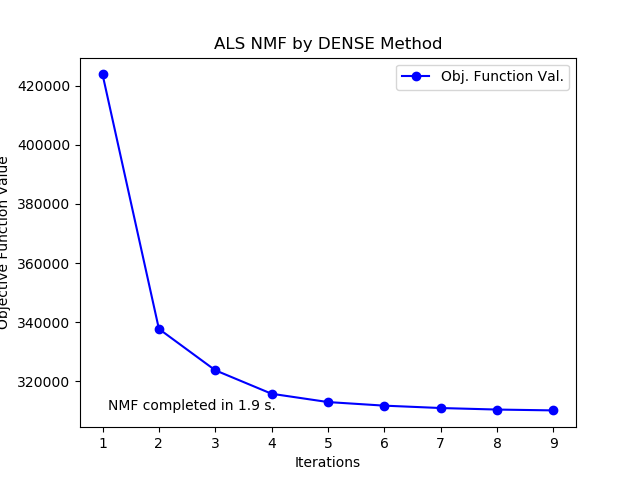 ALS NMF by DENSE Method
Obj. Function Val.
420000
400000
380000
360000
340000
320000
Objective Function Value
NMF completed in 1.9 s.
1 2 3 4 5 6 7 8 9
Iterations